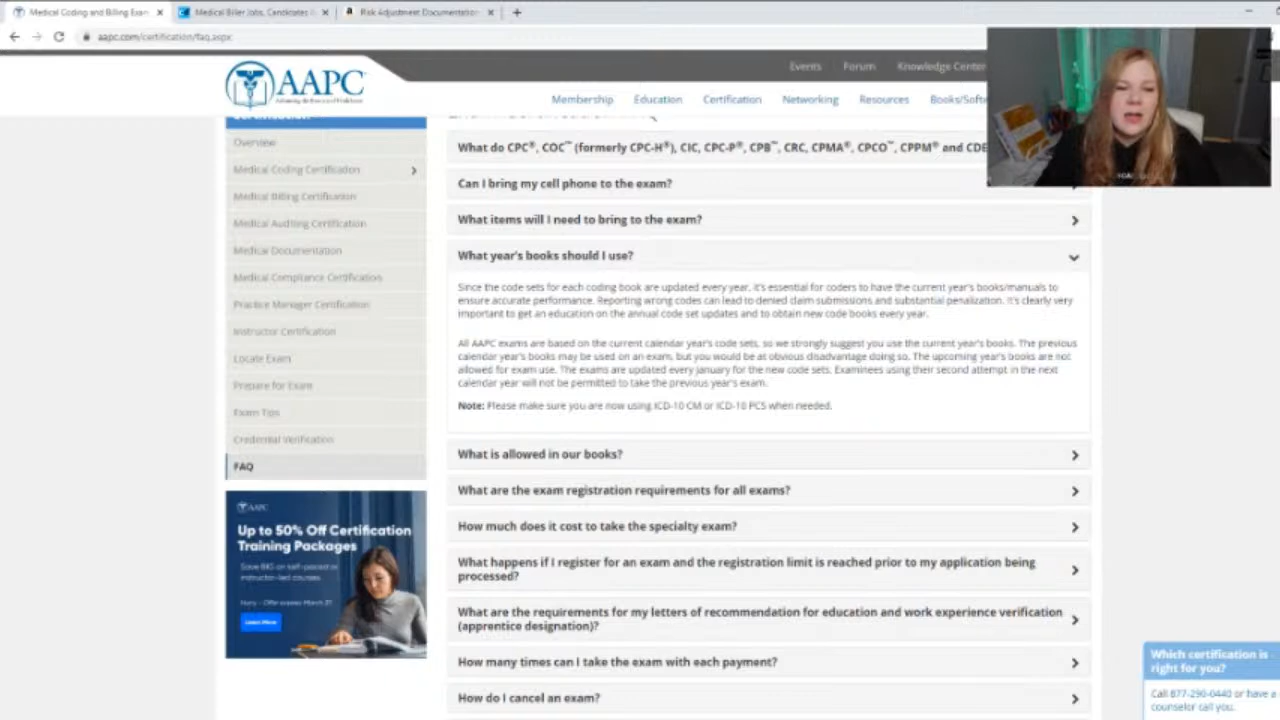 Medical Coding and Billing Exam
Medical Biller Jobs, Candidates
Risk Adjustment Documentation
aapc.com/certification/faq.aspx
Events Forum Knowledge Center
AAPC
Membership Education Certification Networking Resources Books/Softw
Overview
Medical Coding Certification
Medical Billing Certification
Medical Auditing Certification
Medical Documentation
Medical Compliance Certification
Practice Manager Certification
Instructor Certification
Locate Exam
Prepare for Exam
Exam Tips
Credential Verification
FAQ
AAPC
Up to 50% Off Certification
Training Packages
Learn More
What do CPC®, COC™ (formerly CPC-H®), CIC, CPC-P®, CPB™, CRC, CPMA®, CPCO™, CPPM® and CDE
Can I bring my cell phone to the exam?
What items will I need to bring to the exam?
What year's books should I use?
Since the code sets for each coding book are updated every year, it's essential for coders to have the current year's books/manuals to
ensure accurate performance. Reporting wrong codes can lead to denied claim submissions and substantial penalization. It's clearly very
important to get an education on the annual code set updates and to obtain new code books every year.
All AAPC exams are based on the current calendar year's code sets, so we strongly suggest you use the current year's books. The previous
calendar year's books may be used on an exam, but you would be at obvious disadvantage doing so. The upcoming year's books are not
allowed for exam use. The exams are updated every January for the new code sets. Examinees using their second attempt in the next
calendar year will not be permitted to take the previous year's exam.
Note: Please make sure you are now using ICD-10 CM or ICD-10 PCS when needed.
What is allowed in our books?
What are the exam registration requirements for all exams?
How much does it cost to take the specialty exam?
What happens if I register for an exam and the registration limit is reached prior to my application being
processed?
What are the requirements for my letters of recommendation for education and work experience verification
(apprentice designation)?
How many times can I take the exam with each payment?
How do I cancel an exam?
Which certification is
right for you?
Call 877-290-0440 or have a
counselor call you.